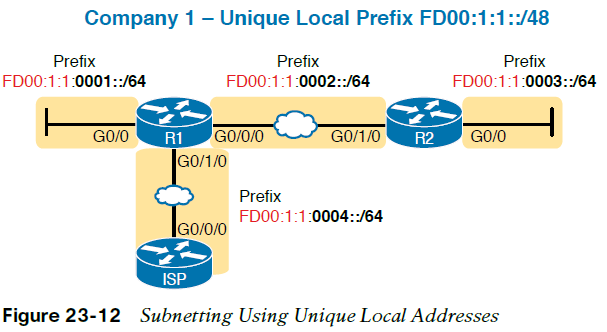 Company 1 – Unique Local Prefix FD00:1:1::/48
Prefix
FD00:1:1:0001::/64
Prefix
FD00:1:1:0002::/64
Prefix
FD00:1:1:0003::/64
G0/0
R1
G0/0/0
G0/1/0
R2
G0/0
G0/1/0
Prefix
FD00:1:1:0004::/64
G0/0/0
ISP
Figure 23-12 Subnetting Using Unique Local Addresses